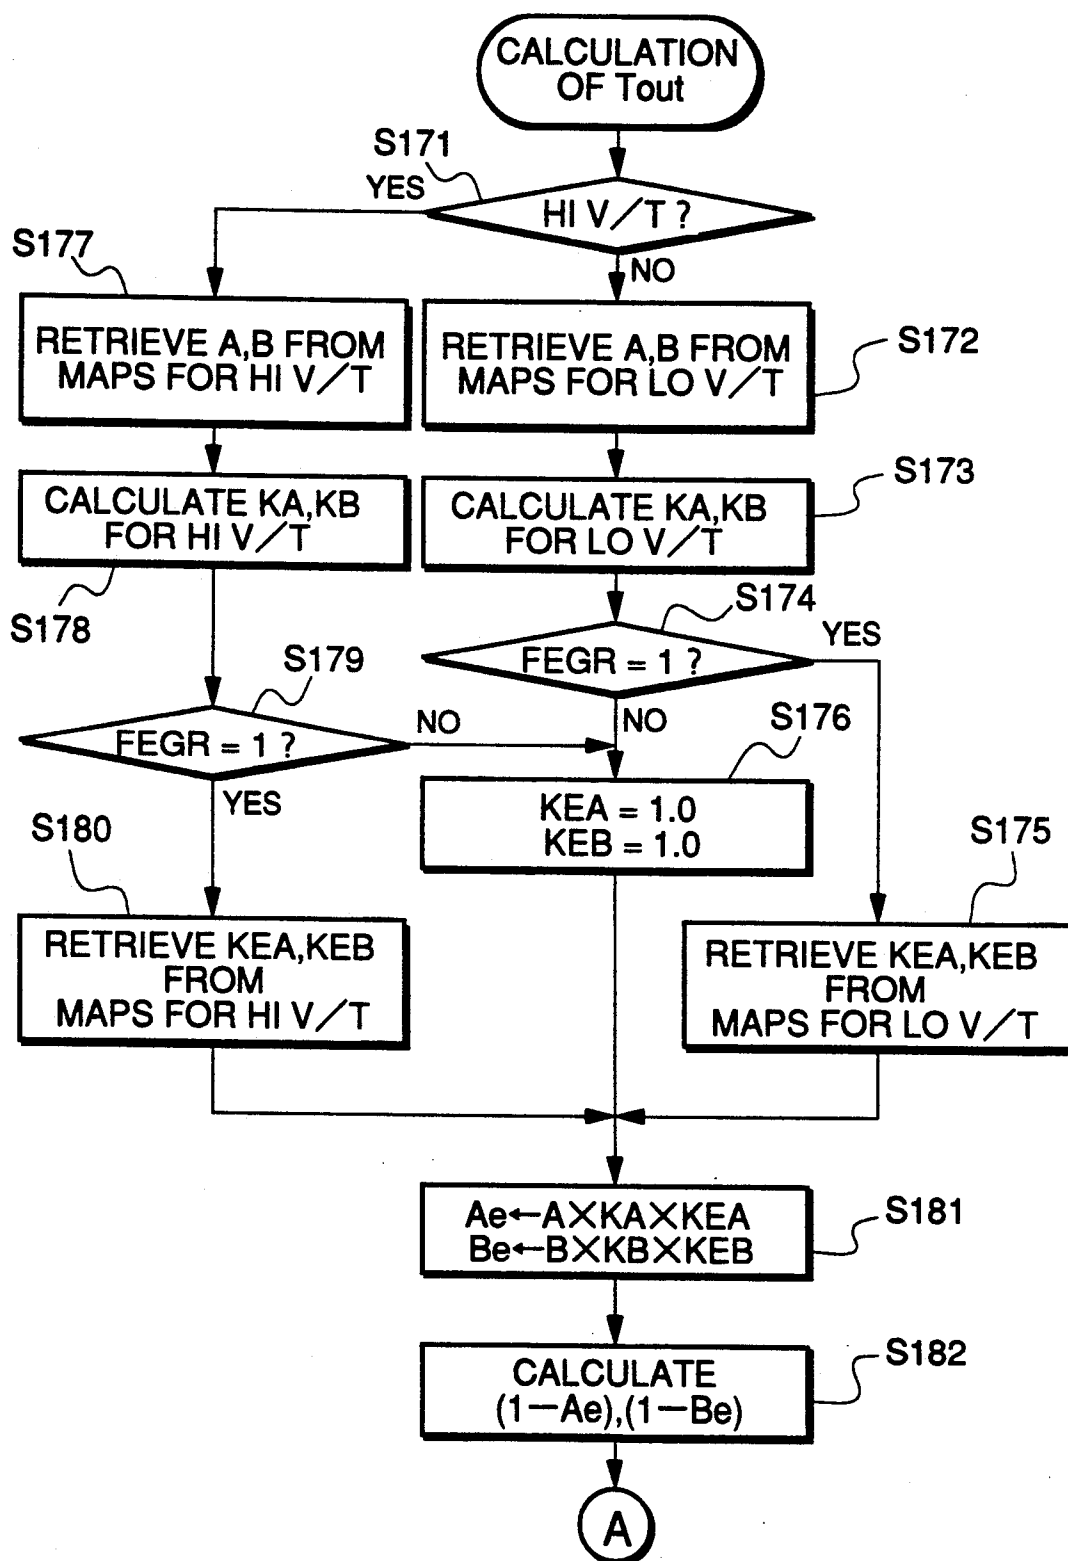 CALCULATION
OF Tout
S171
YES
HI V/T ?
NO
S177
RETRIEVE A,B FROM
MAPS FOR HI V/T
RETRIEVE A,B FROM
MAPS FOR LO V/T
S172
CALCULATE KA,KB
FOR HI V/T
S178
CALCULATE KA,KB
FOR LO V/T
S173
S174
FEGR = 1 ?
YES
NO
S179
FEGR = 1 ?
NO
YES
S176
KEA = 1.0
KEB = 1.0
S180
RETRIEVE KEA,KEB
FROM
MAPS FOR HI V/T
S175
RETRIEVE KEA,KEB
FROM
MAPS FOR LO V/T
Ae←A×KA×KEA
Be←B×KB×KEB
S181
CALCULATE
(1−Ae),(1−Be)
S182
A